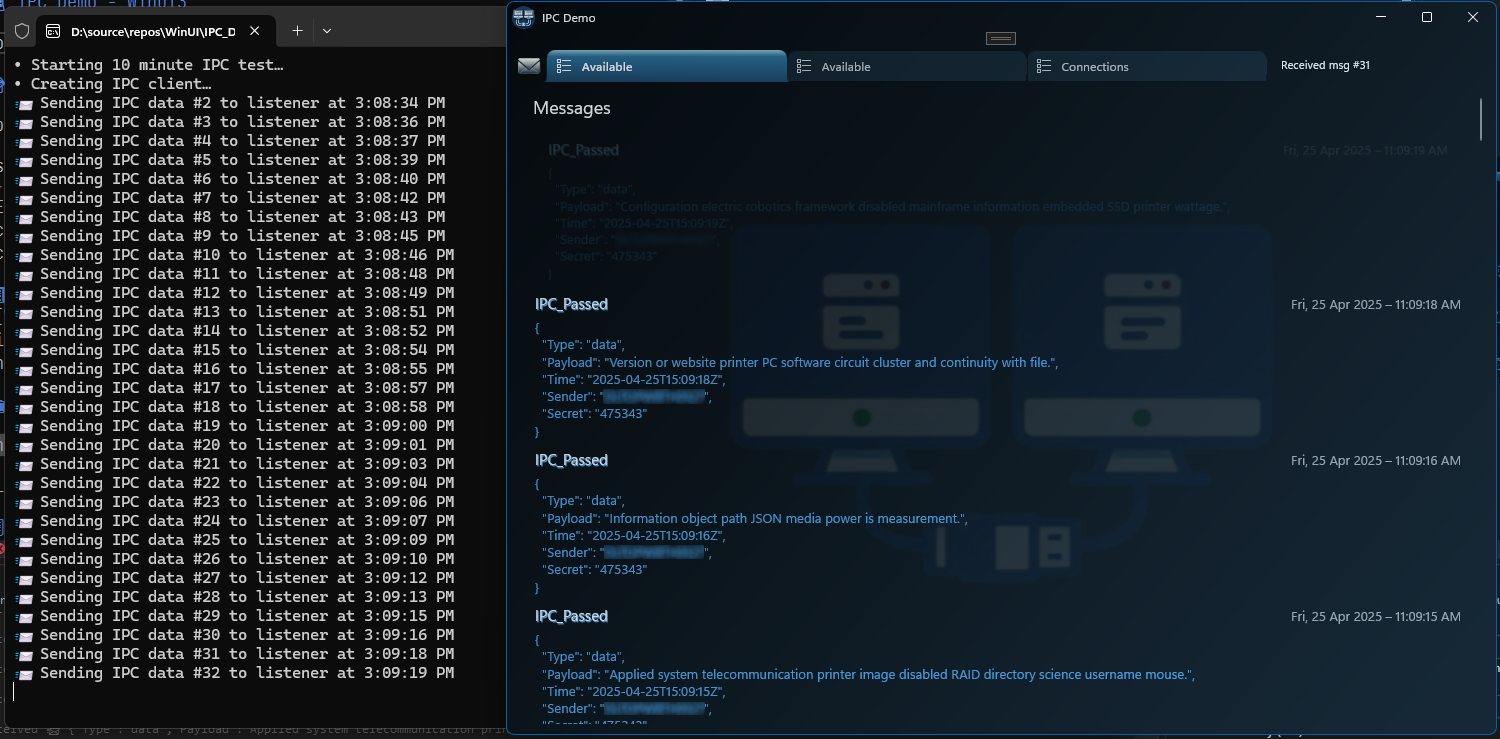 IPC Demo - WinUI3
D:\source\repos\WinUI\IPC_D
• Starting 10 minute IPC test…
• Creating IPC client…
Sending IPC data #2 to listener at 3:08:34 PM
Sending IPC data #3 to listener at 3:08:36 PM
Sending IPC data #4 to listener at 3:08:37 PM
Sending IPC data #5 to listener at 3:08:39 PM
Sending IPC data #6 to listener at 3:08:40 PM
Sending IPC data #7 to listener at 3:08:42 PM
Sending IPC data #8 to listener at 3:08:43 PM
Sending IPC data #9 to listener at 3:08:45 PM
Sending IPC data #10 to listener at 3:08:46 PM
Sending IPC data #11 to listener at 3:08:48 PM
Sending IPC data #12 to listener at 3:08:49 PM
Sending IPC data #13 to listener at 3:08:51 PM
Sending IPC data #14 to listener at 3:08:52 PM
Sending IPC data #15 to listener at 3:08:54 PM
Sending IPC data #16 to listener at 3:08:55 PM
Sending IPC data #17 to listener at 3:08:57 PM
Sending IPC data #18 to listener at 3:08:58 PM
Sending IPC data #19 to listener at 3:09:00 PM
Sending IPC data #20 to listener at 3:09:01 PM
Sending IPC data #21 to listener at 3:09:03 PM
Sending IPC data #22 to listener at 3:09:04 PM
Sending IPC data #23 to listener at 3:09:06 PM
Sending IPC data #24 to listener at 3:09:07 PM
Sending IPC data #25 to listener at 3:09:09 PM
Sending IPC data #26 to listener at 3:09:10 PM
Sending IPC data #27 to listener at 3:09:12 PM
Sending IPC data #28 to listener at 3:09:13 PM
Sending IPC data #29 to listener at 3:09:15 PM
Sending IPC data #30 to listener at 3:09:16 PM
Sending IPC data #31 to listener at 3:09:18 PM
Sending IPC data #32 to listener at 3:09:19 PM
IPC Demo
Available
Available
Connections
Received msg #31
Messages
IPC_Passed
Fri, 25 Apr 2025 – 11:09:19 AM
{
"Type": "data",
"Payload": "Configuration electric robotics framework disabled mainframe information embedded SSD printer wattage.",
"Time": "2025-04-25T15:09:19Z",
"Sender": "
"Secret": "475343"
}
IPC_Passed
Fri, 25 Apr 2025 – 11:09:18 AM
{
"Type": "data",
"Payload": "Version or website printer PC software circuit cluster and continuity with file.",
"Time": "2025-04-25T15:09:18Z",
"Sender": " ",
"Secret": "475343"
}
IPC_Passed
Fri, 25 Apr 2025 – 11:09:16 AM
{
"Type": "data",
"Payload": "Information object path JSON media power is measurement.",
"Time": "2025-04-25T15:09:16Z",
"Sender": " ",
"Secret": "475343"
}
IPC_Passed
Fri, 25 Apr 2025 – 11:09:15 AM
{
"Type": "data",
"Payload": "Applied system telecommunication printer image disabled RAID directory science username mouse.",
"Time": "2025-04-25T15:09:15Z",
"Sender": " ",
"Secret": "475343"